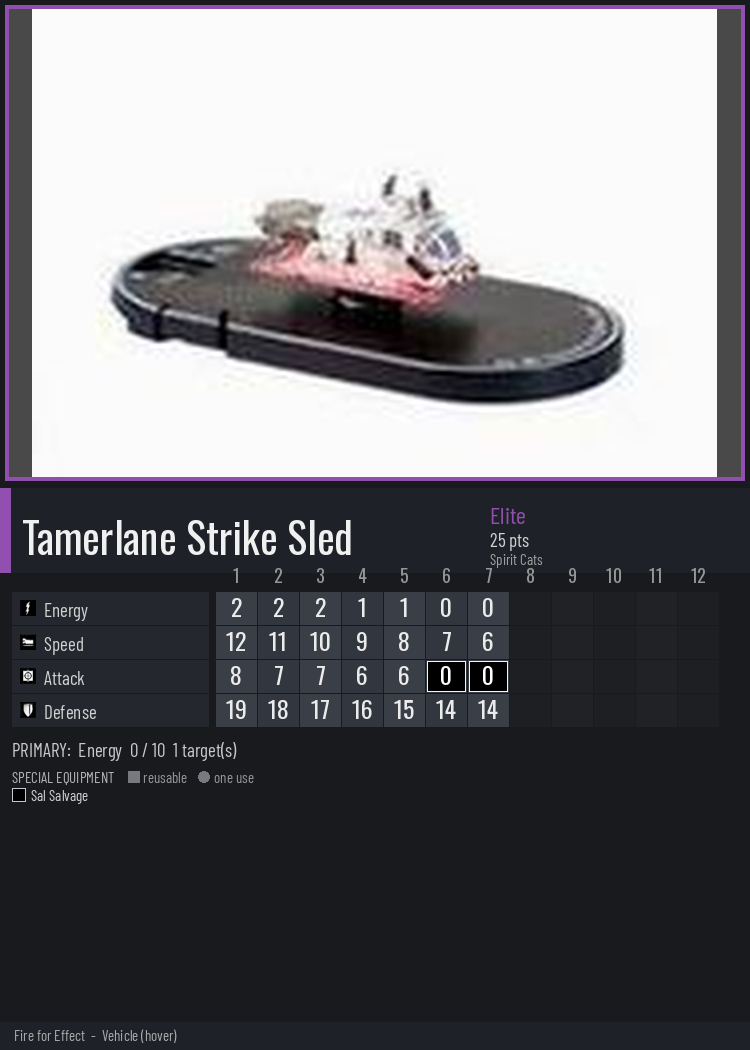 Tamerlane Strike Sled
Elite
25 pts
Spirit Cats
1 2 3 4 5 6 7 8 9 10 11 12
Energy 2 2 2 1 1 0 0
Speed 12 11 10 9 8 7 6
Attack 8 7 7 6 6 0 0
Defense 19 18 17 16 15 14 14
PRIMARY: Energy 0 / 10 1 target(s)
SPECIAL EQUIPMENT reusable one use
Sal Salvage
Fire for Effect - Vehicle (hover)